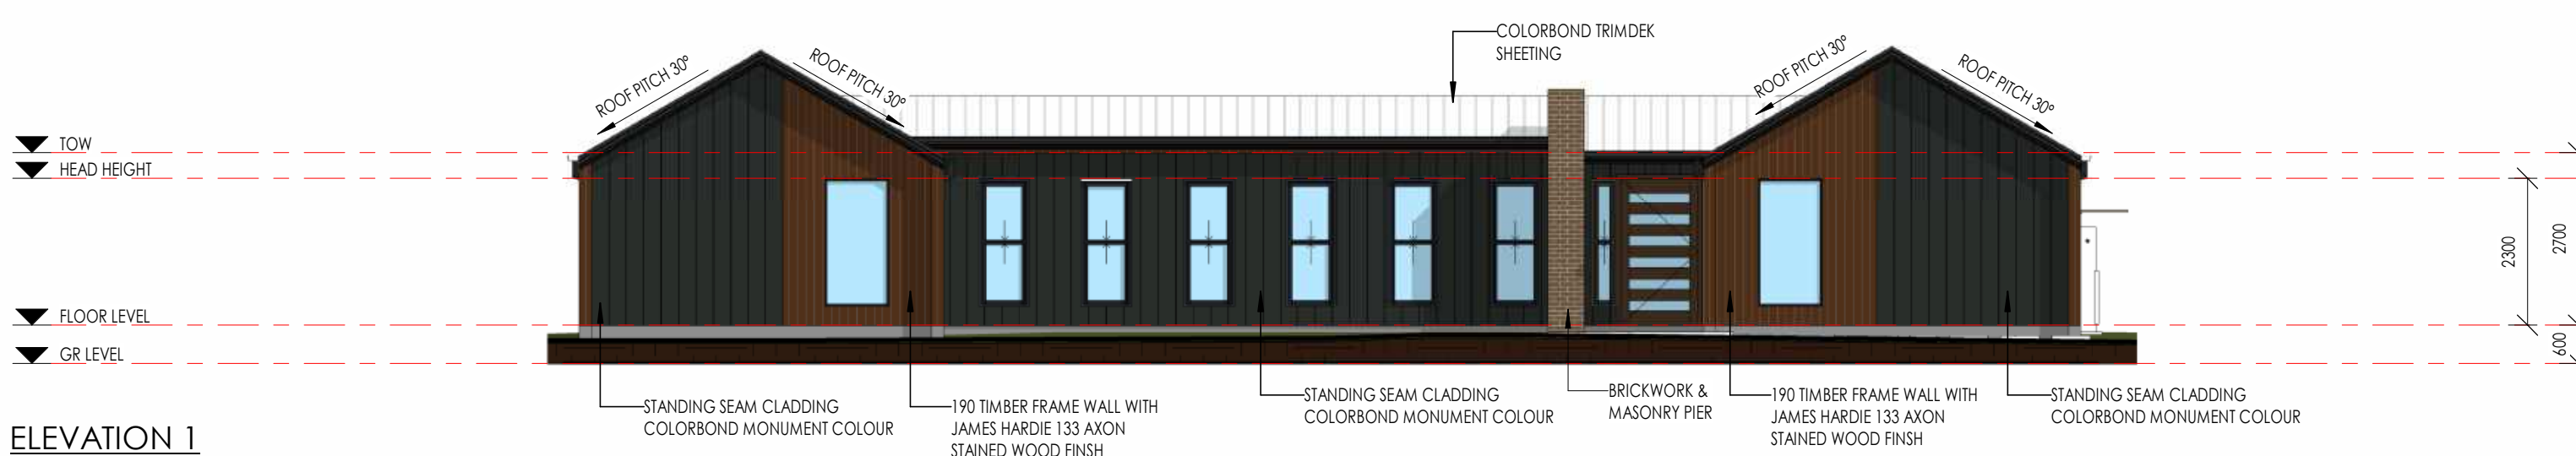 COLORBOND TRIMDEK
SHEETING
ROOF PITCH 30°
ROOF PITCH 30°
ROOF PITCH 30°
ROOF PITCH 30°
TOW
HEAD HEIGHT
FLOOR LEVEL
GR LEVEL
2300
2700
600
STANDING SEAM CLADDING
COLORBOND MONUMENT COLOUR
190 TIMBER FRAME WALL WITH
JAMES HARDIE 133 AXON
STAINED WOOD FINSH
STANDING SEAM CLADDING
COLORBOND MONUMENT COLOUR
BRICKWORK &
MASONRY PIER
190 TIMBER FRAME WALL WITH
JAMES HARDIE 133 AXON
STAINED WOOD FINSH
STANDING SEAM CLADDING
COLORBOND MONUMENT COLOUR
ELEVATION 1